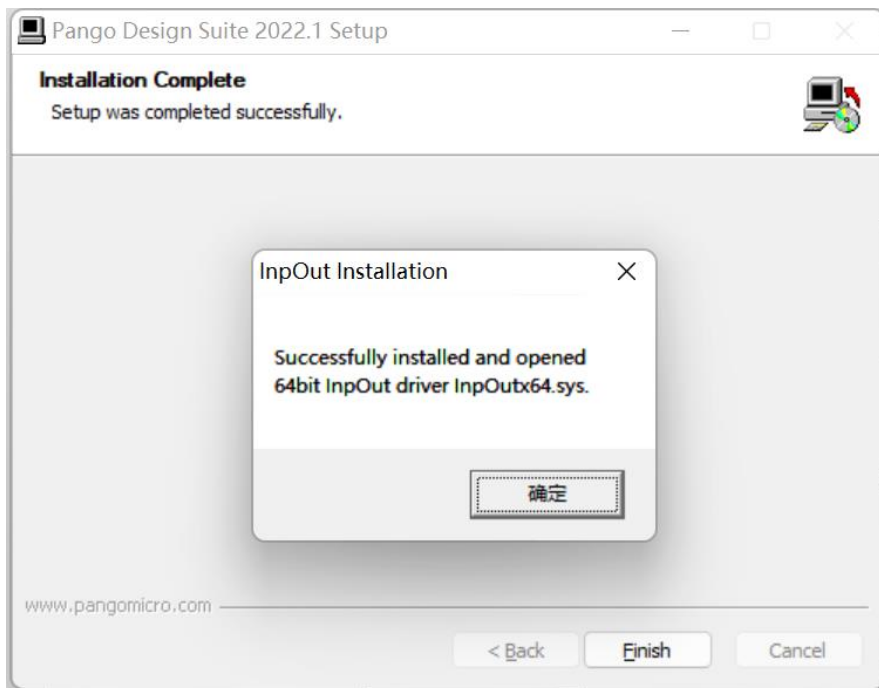 Pango Design Suite 2022.1 Setup
Installation Complete
Setup was completed successfully.
InpOut Installation
Successfully installed and opened
64bit InpOut driver InpOutx64.sys.
确定
www.pangomicro.com
< Back Finish Cancel